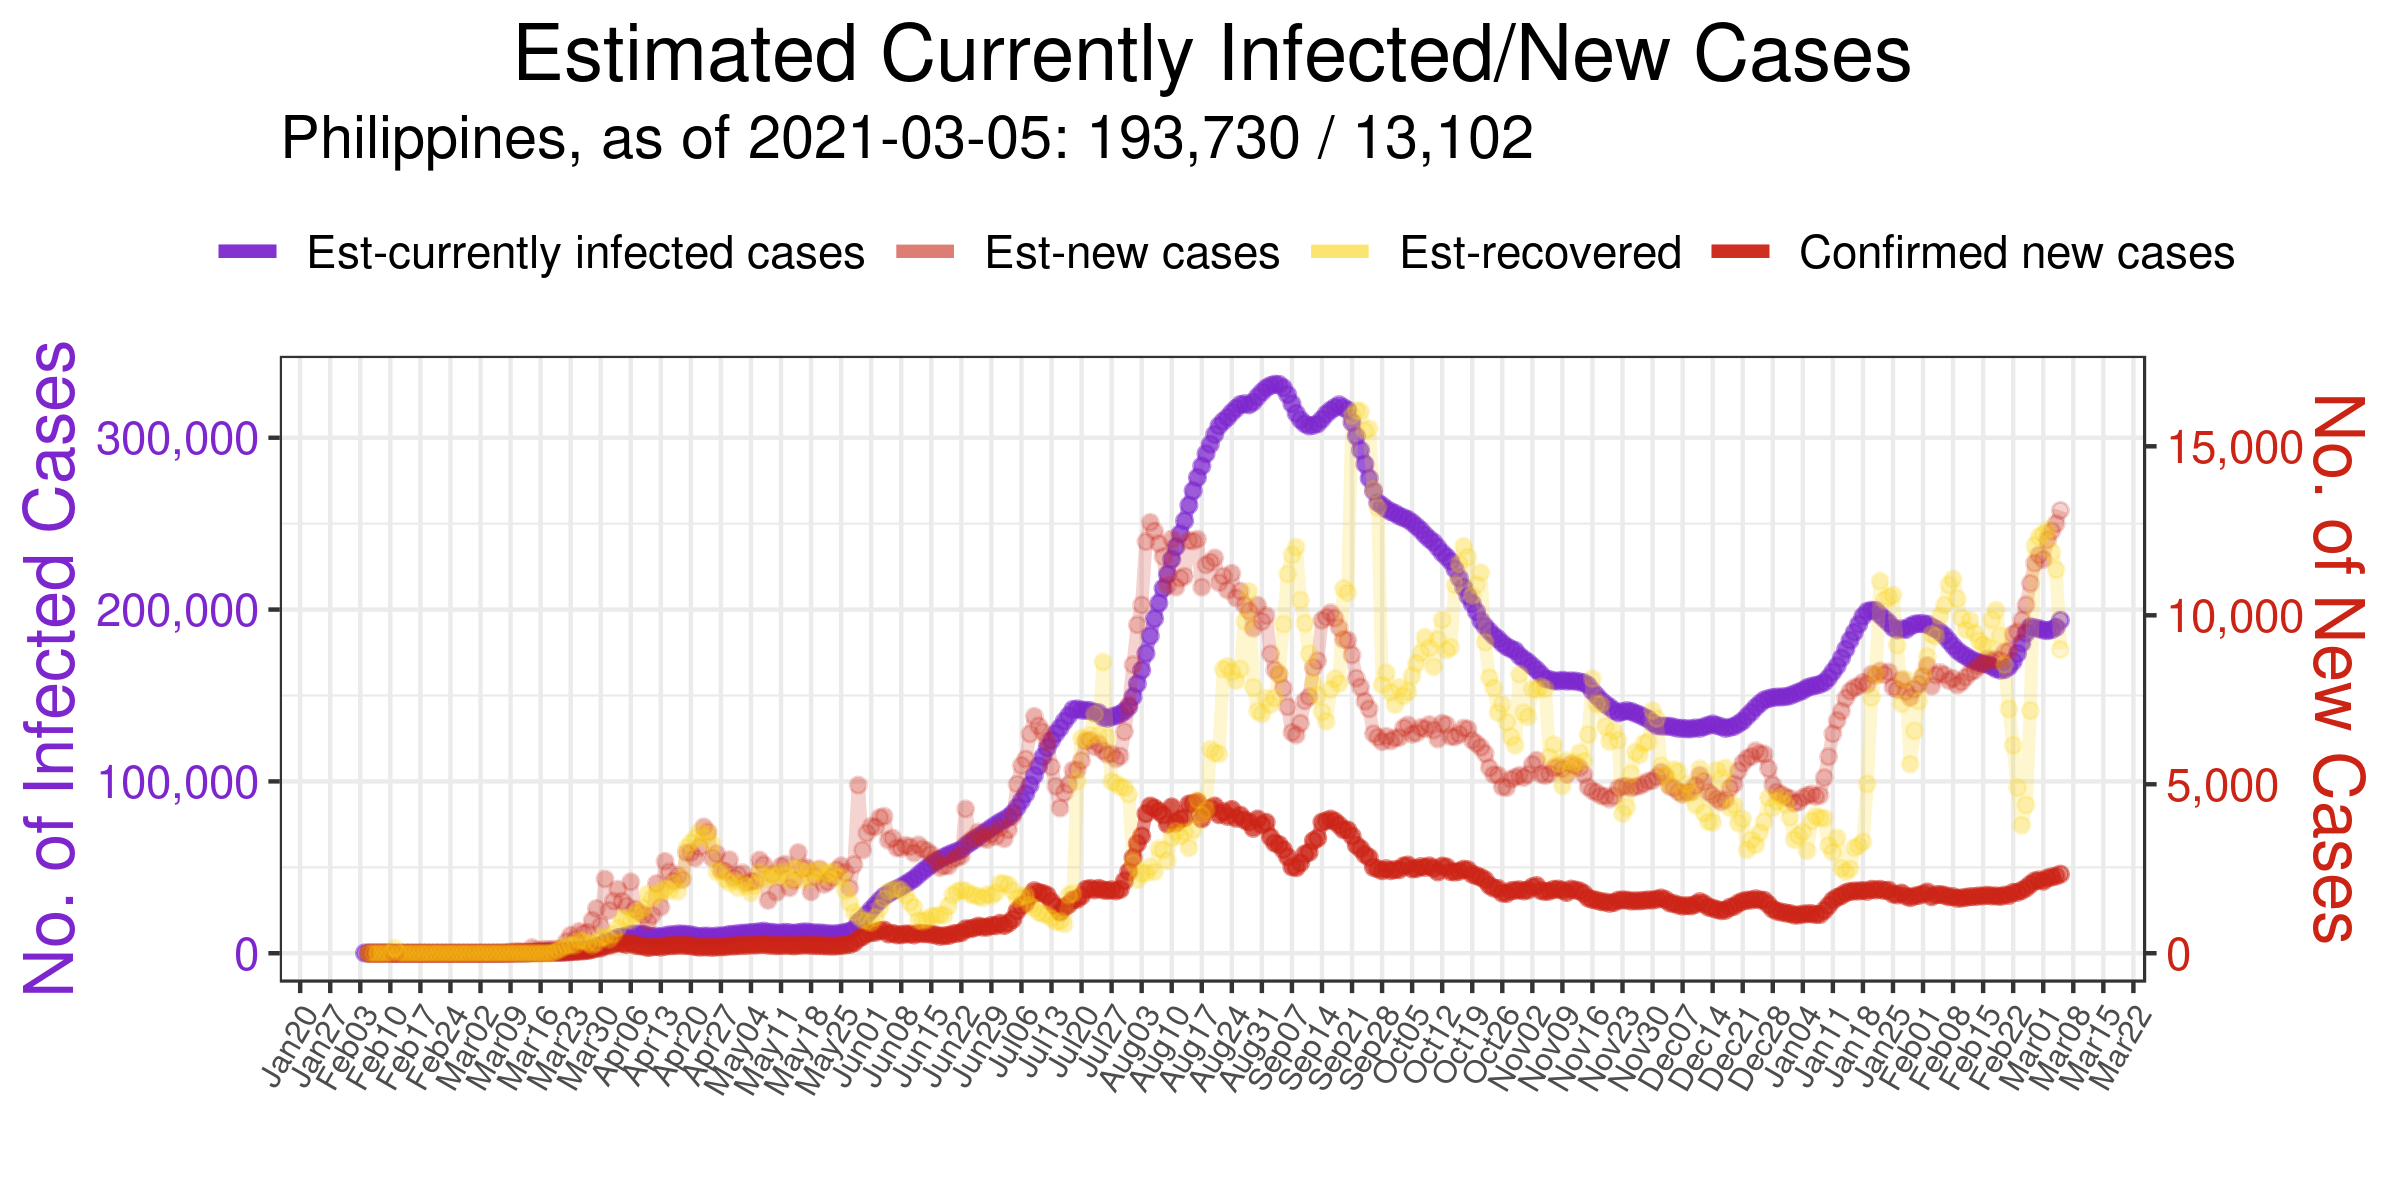 Estimated Currently Infected/New Cases
Philippines, as of 2021-03-05: 193,730 / 13,102
Est-currently infected cases
Est-new cases
Est-recovered
Confirmed new cases
No. of Infected Cases
300,000
200,000
100,000
0
15,000
10,000
5,000
0
No. of New Cases
Jan20
Jan27
Feb03
Feb10
Feb17
Feb24
Mar02
Mar09
Mar16
Mar23
Mar30
Apr06
Apr13
Apr20
Apr27
May04
May11
May18
May25
Jun01
Jun08
Jun15
Jun22
Jun29
Jul06
Jul13
Jul20
Jul27
Aug03
Aug10
Aug17
Aug24
Aug31
Sep07
Sep14
Sep21
Sep28
Oct05
Oct12
Oct19
Oct26
Nov02
Nov09
Nov16
Nov23
Nov30
Dec07
Dec14
Dec21
Dec28
Jan04
Jan11
Jan18
Jan25
Feb01
Feb08
Feb15
Feb22
Mar01
Mar08
Mar15
Mar22